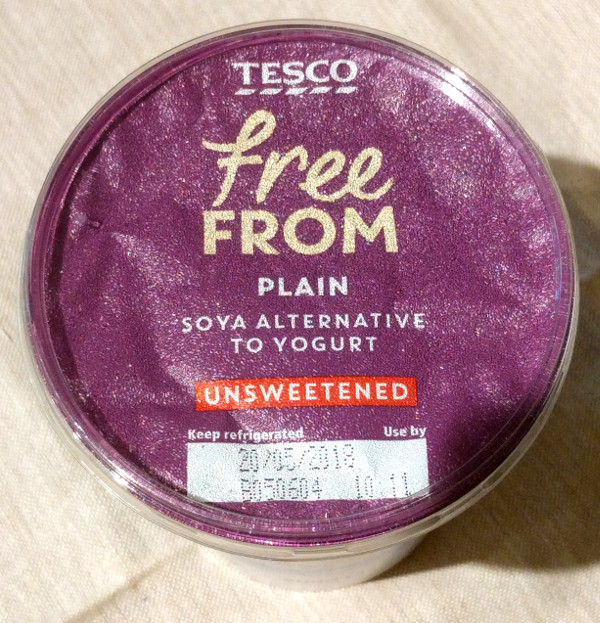 TESCO
free
FROM
PLAIN
SOYA ALTERNATIVE
TO YOGURT
UNSWEETENED
Keep refrigerated Use by
20/05/2018
B050604 10 11